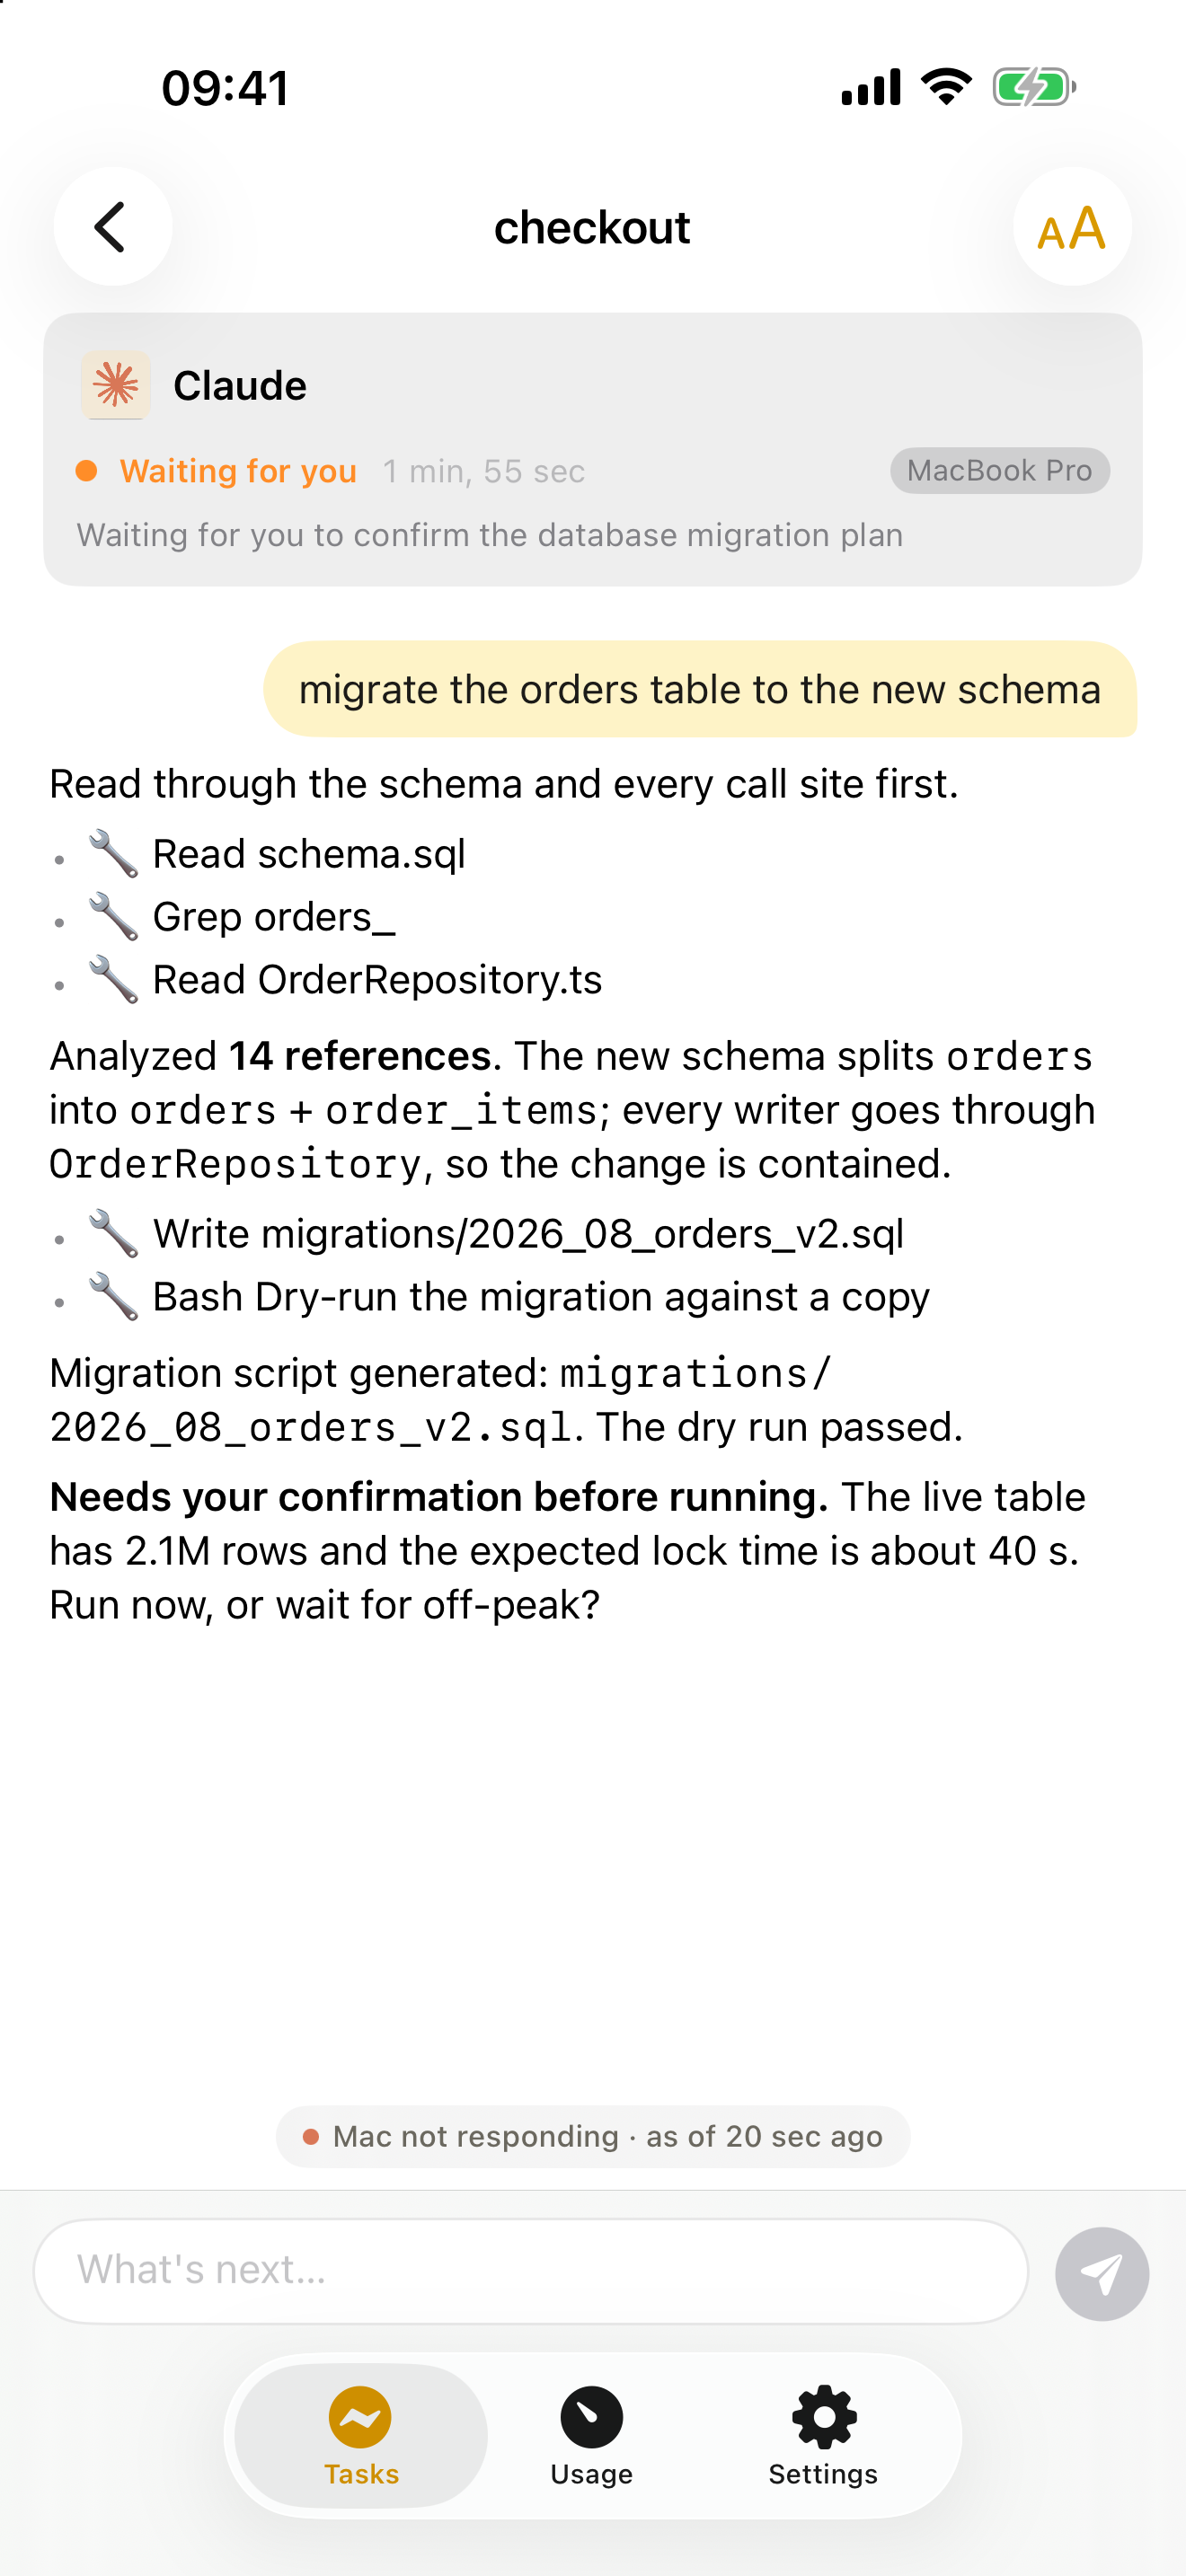 09:41
checkout
AA
Claude
Waiting for you 1 min, 55 sec MacBook Pro
Waiting for you to confirm the database migration plan
migrate the orders table to the new schema
Read through the schema and every call site first.
• 🔧 Read schema.sql
• 🔧 Grep orders_
• 🔧 Read OrderRepository.ts
Analyzed 14 references. The new schema splits orders
into orders + order_items; every writer goes through
OrderRepository, so the change is contained.
• 🔧 Write migrations/2026_08_orders_v2.sql
• 🔧 Bash Dry-run the migration against a copy
Migration script generated: migrations/
2026_08_orders_v2.sql. The dry run passed.
Needs your confirmation before running. The live table
has 2.1M rows and the expected lock time is about 40 s.
Run now, or wait for off-peak?
Mac not responding · as of 20 sec ago
What's next...
Tasks Usage Settings